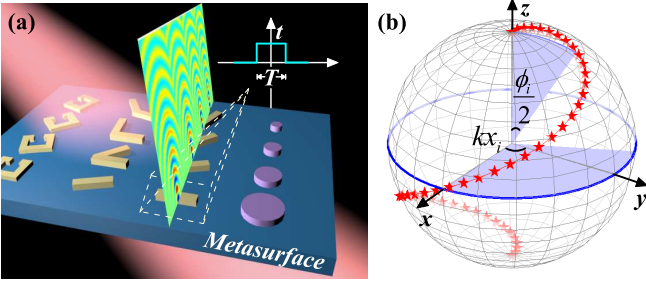 (a)
t
T
Metasurface
(b)
z
ϕᵢ/2
kxᵢ
x
y